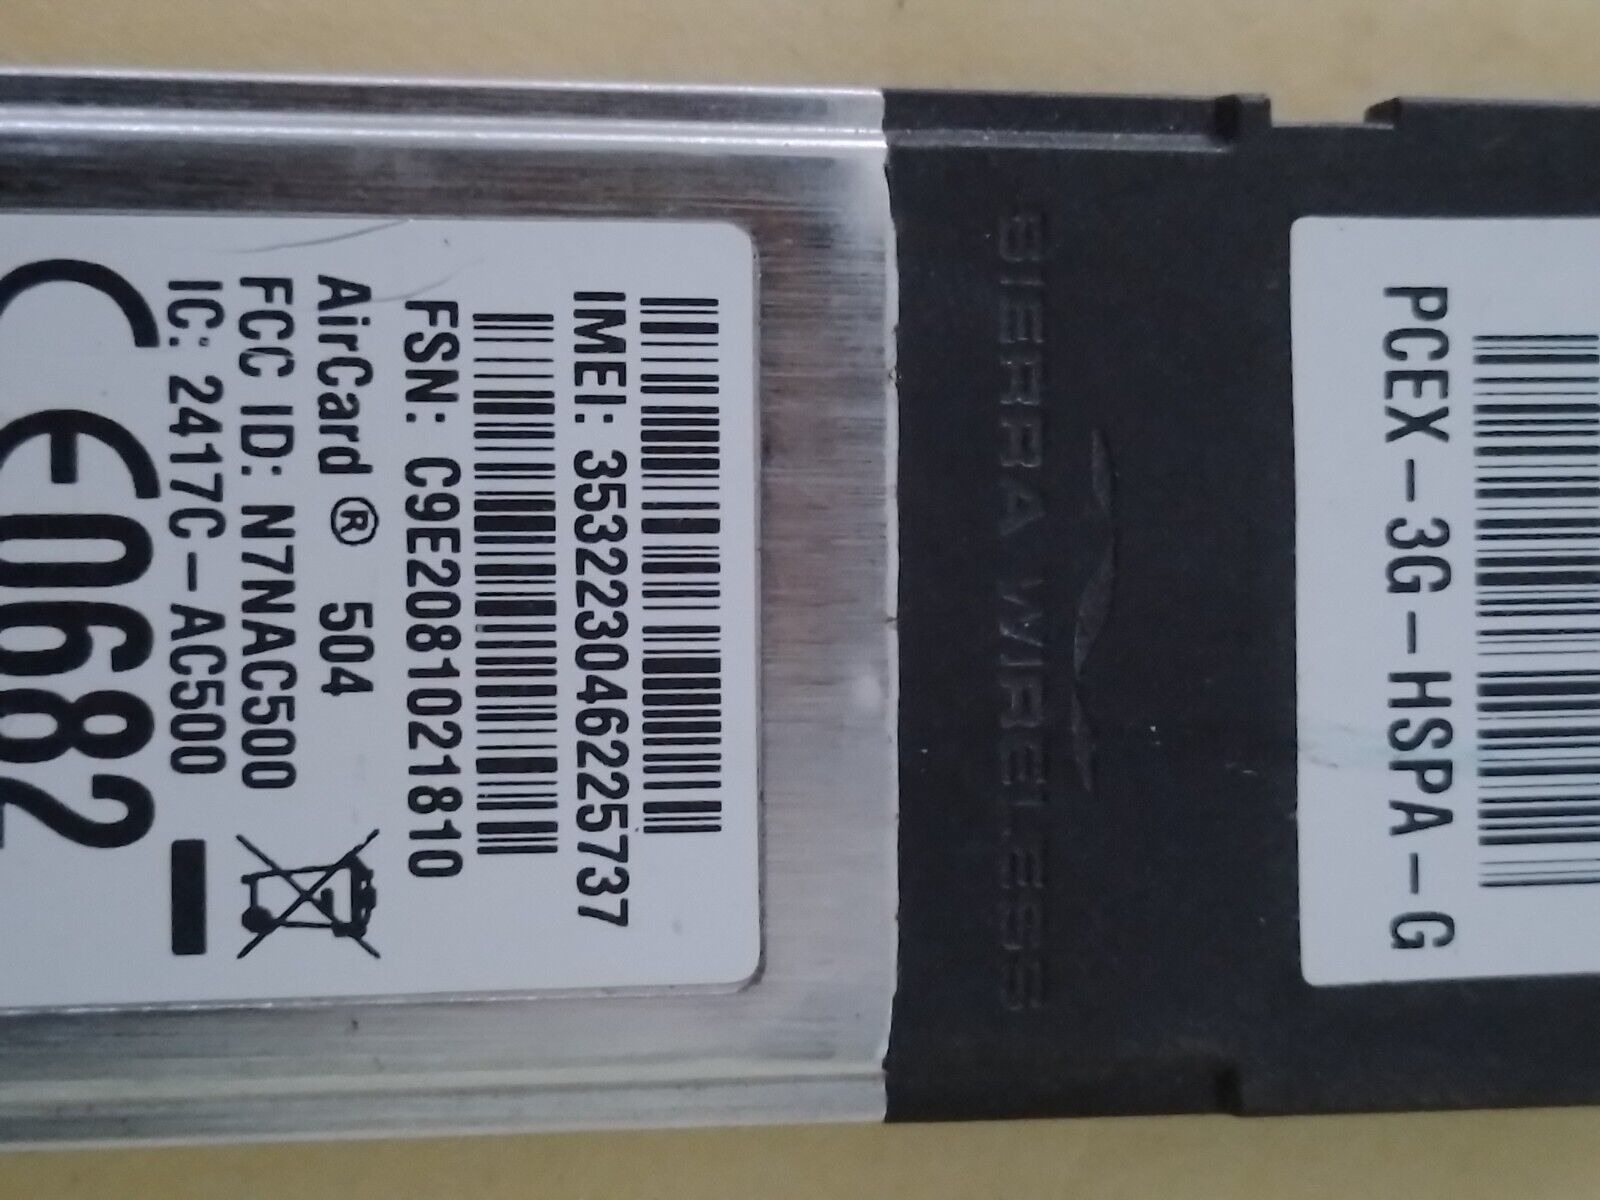 PCEX-3G-HSPA-G
SIERRA WIRELESS
IMEI: 353223046225737
FSN: C9E2081021810
AirCard® 504
FCC ID: N7NAC500
IC: 2417C-AC500
CE0682